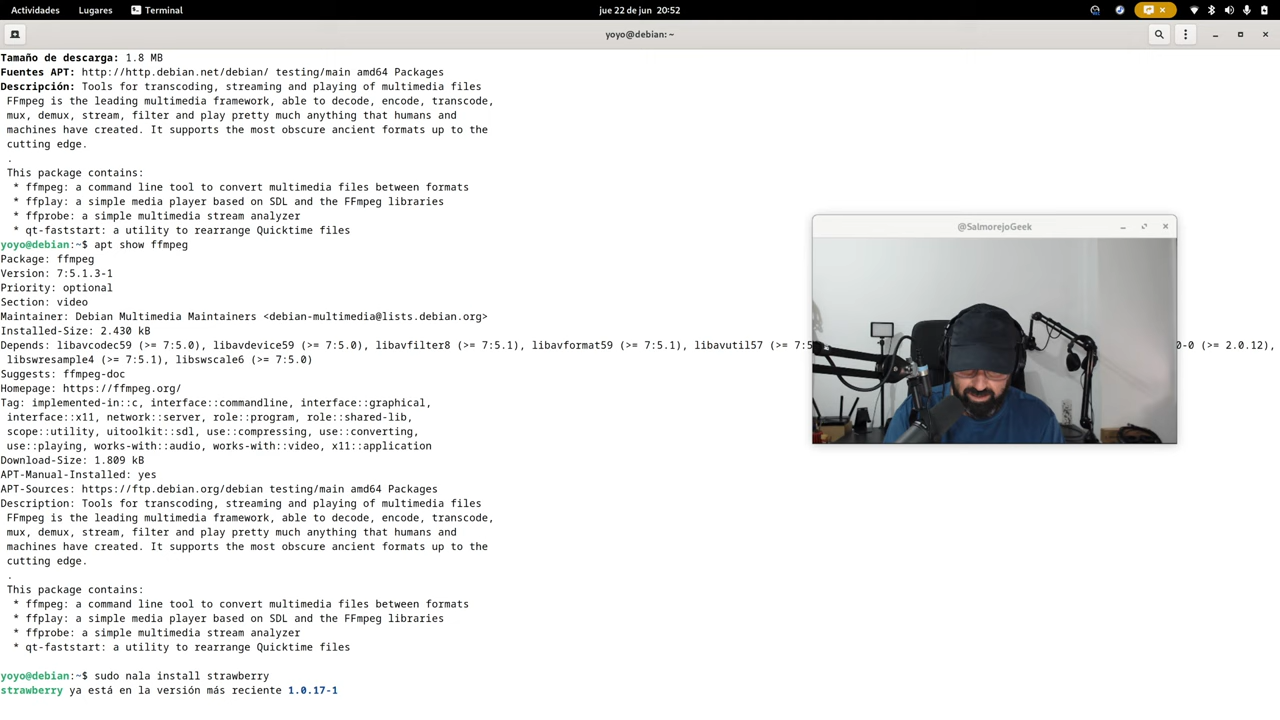 Actividades Lugares Terminal jue 22 de jun 20:52
yoyo@debian: ~
Tamaño de descarga: 1.8 MB
Fuentes APT: http://http.debian.net/debian/ testing/main amd64 Packages
Descripción: Tools for transcoding, streaming and playing of multimedia files
FFmpeg is the leading multimedia framework, able to decode, encode, transcode,
mux, demux, stream, filter and play pretty much anything that humans and
machines have created. It supports the most obscure ancient formats up to the
cutting edge.
.
This package contains:
* ffmpeg: a command line tool to convert multimedia files between formats
* ffplay: a simple media player based on SDL and the FFmpeg libraries
* ffprobe: a simple multimedia stream analyzer
* qt-faststart: a utility to rearrange Quicktime files
yoyo@debian:~$ apt show ffmpeg
Package: ffmpeg
Version: 7:5.1.3-1
Priority: optional
Section: video
Maintainer: Debian Multimedia Maintainers <debian-multimedia@lists.debian.org>
Installed-Size: 2.430 kB
Depends: libavcodec59 (>= 7:5.0), libavdevice59 (>= 7:5.0), libavfilter8 (>= 7:5.1), libavformat59 (>= 7:5.1), libavutil57 (>= 7:5 0-0 (>= 2.0.12),
libswresample4 (>= 7:5.1), libswscale6 (>= 7:5.0)
Suggests: ffmpeg-doc
Homepage: https://ffmpeg.org/
Tag: implemented-in::c, interface::commandline, interface::graphical,
interface::x11, network::server, role::program, role::shared-lib,
scope::utility, uitoolkit::sdl, use::compressing, use::converting,
use::playing, works-with::audio, works-with::video, x11::application
Download-Size: 1.809 kB
APT-Manual-Installed: yes
APT-Sources: https://ftp.debian.org/debian testing/main amd64 Packages
Description: Tools for transcoding, streaming and playing of multimedia files
FFmpeg is the leading multimedia framework, able to decode, encode, transcode,
mux, demux, stream, filter and play pretty much anything that humans and
machines have created. It supports the most obscure ancient formats up to the
cutting edge.
.
This package contains:
* ffmpeg: a command line tool to convert multimedia files between formats
* ffplay: a simple media player based on SDL and the FFmpeg libraries
* ffprobe: a simple multimedia stream analyzer
* qt-faststart: a utility to rearrange Quicktime files
yoyo@debian:~$ sudo nala install strawberry
strawberry ya está en la versión más reciente 1.0.17-1
@SalmorejoGeek